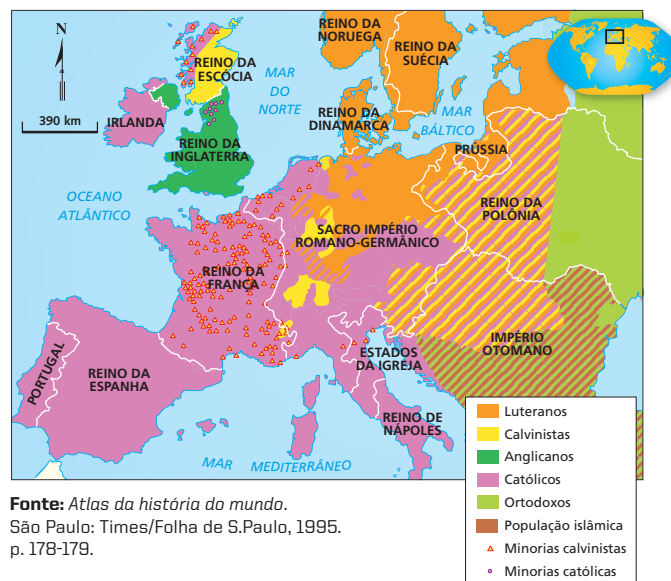 REINO DA
NORUEGA
REINO DA
SUÉCIA
N
REINO DA
ESCÓCIA
MAR
DO
NORTE
390 km
IRLANDA
REINO DA
DINAMARCA
MAR
BÁLTICO
REINO DA
INGLATERRA
PRÚSSIA
OCEANO
ATLÂNTICO
REINO DA
POLÔNIA
SACRO IMPÉRIO
ROMANO-GERMÂNICO
REINO DA
FRANÇA
IMPÉRIO
OTOMANO
ESTADOS
DA IGREJA
PORTUGAL
REINO DA
ESPANHA
REINO DE
NÁPOLES
MAR MEDITERRÂNEO
Luteranos
Calvinistas
Anglicanos
Católicos
Ortodoxos
População islâmica
Minorias calvinistas
Minorias católicas
Fonte: Atlas da história do mundo.
São Paulo: Times/Folha de S.Paulo, 1995.
p. 178-179.